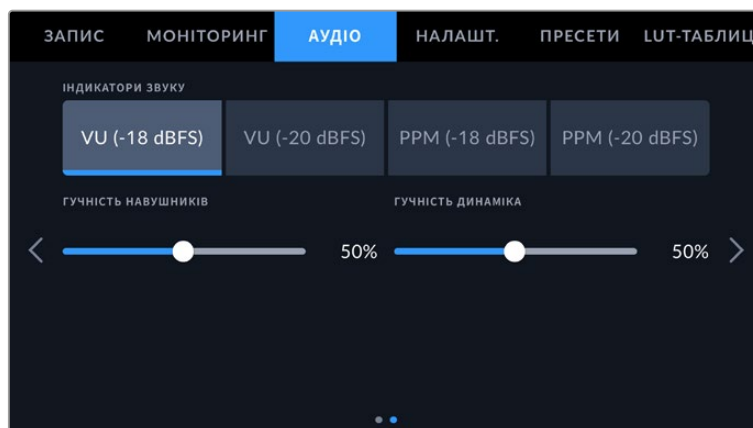 ЗАПИС МОНІТОРИНГ АУДІО НАЛАШТ. ПРЕСЕТИ LUT-ТАБЛИЦ
ІНДИКАТОРИ ЗВУКУ
VU (-18 dBFS) VU (-20 dBFS) PPM (-18 dBFS) PPM (-20 dBFS)
ГУЧНІСТЬ НАВУШНИКІВ ГУЧНІСТЬ ДИНАМІКА
50% 50%